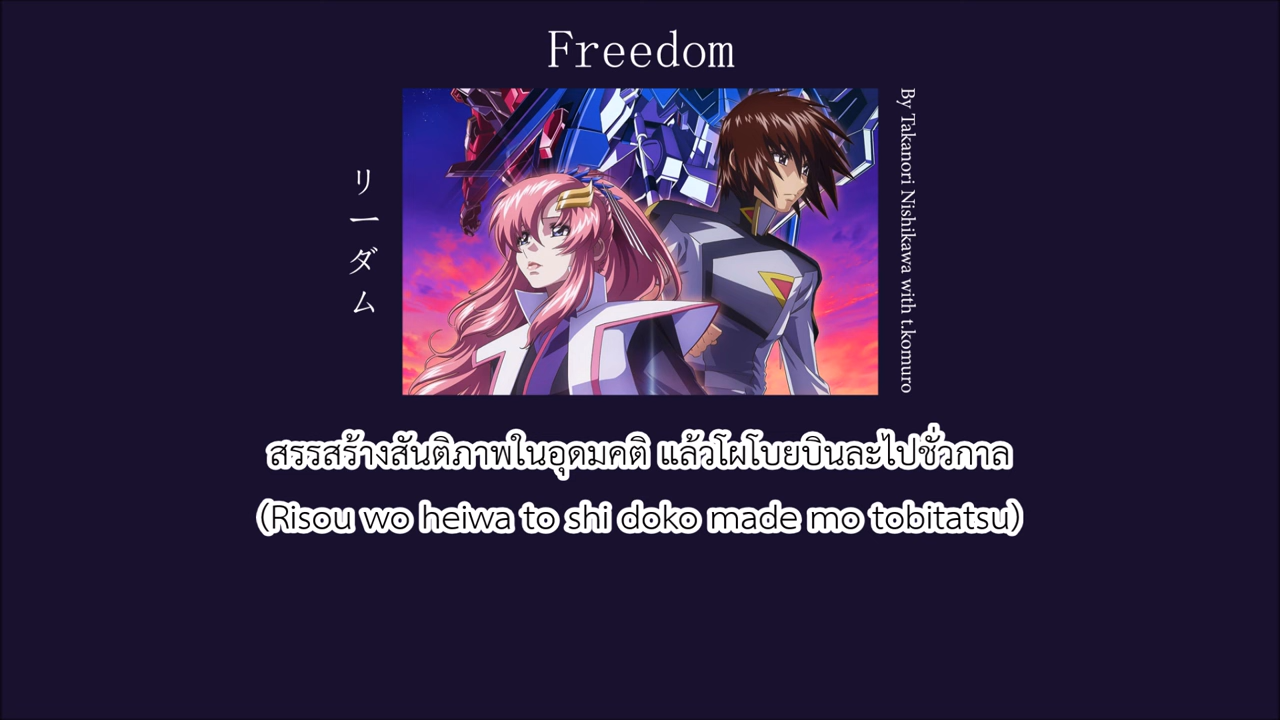 Freedom
リーダム
By Takanori Nishikawa with t.komuro
สรรสร้างสันติภาพในอุดมคติ แล้วโผโบยบินละไปชั่วกาล
(Risou wo heiwa to shi doko made mo tobitatsu)